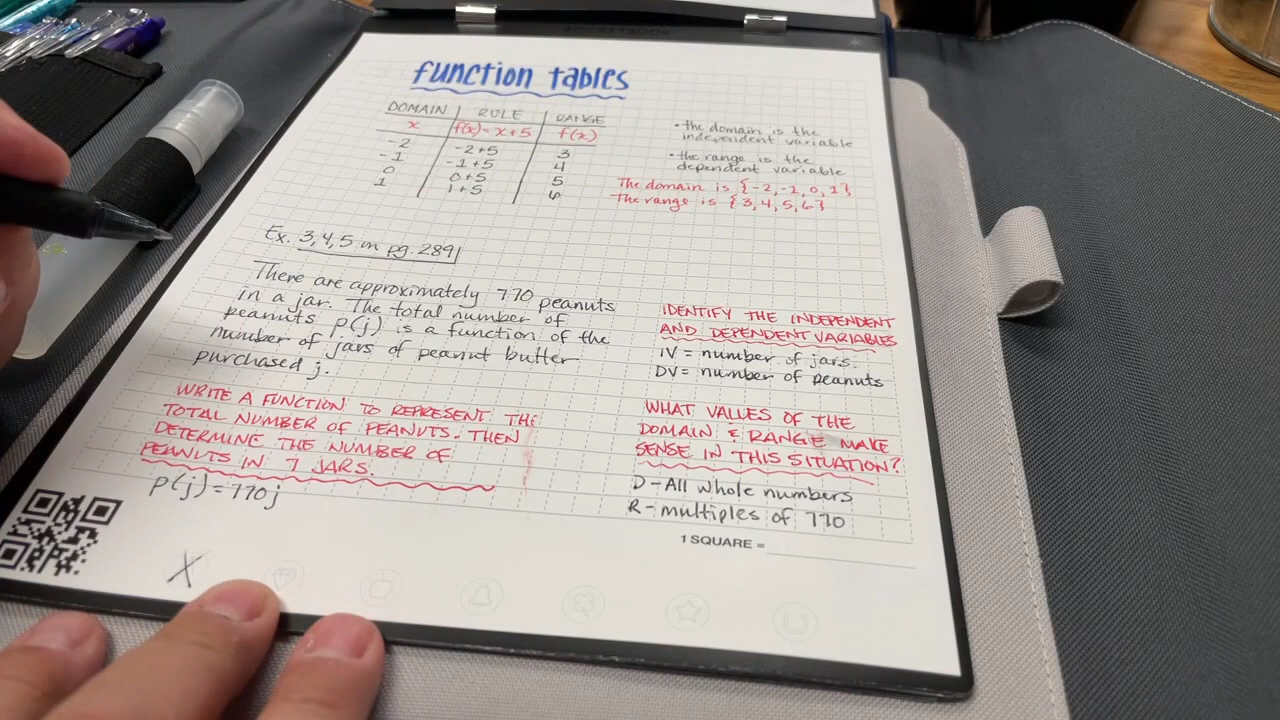 function tables
DOMAIN RULE RANGE
x f(x)=x+5 f(x)
-2 -2+5 3
-1 -1+5 4
0 0+5 5
1 1+5 6
• the domain is the
independent variable
• the range is the
dependent variable
The domain is {-2,-1,0,1}
The range is {3,4,5,6}
Ex. 3,4,5 on pg. 289
There are approximately 770 peanuts
in a jar. The total number of
peanuts p(j) is a function of the
number of jars of peanut butter
purchased j.
WRITE A FUNCTION TO REPRESENT THE
TOTAL NUMBER OF PEANUTS. THEN
DETERMINE THE NUMBER OF
PEANUTS IN 7 JARS.
p(j)=770j
IDENTIFY THE INDEPENDENT
AND DEPENDENT VARIABLES
IV = number of jars.
DV= number of peanuts
WHAT VALUES OF THE
DOMAIN & RANGE MAKE
SENSE IN THIS SITUATION?
D-All whole numbers
R-multiples of 770
1 SQUARE =
X